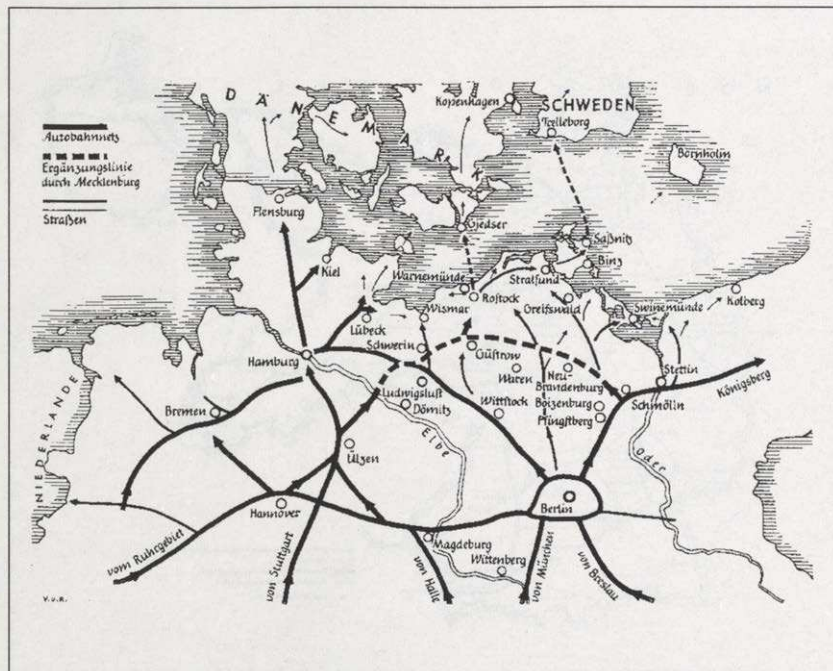 DÄNEMARK
Kopenhagen
SCHWEDEN
Trelleborg
Bornholm
Autobahnnetz
Ergänzungslinie
durch Mecklenburg
Straßen
Flensburg
Gjedser
Saßnitz
Binz
Kiel
Warnemünde
Stralsund
Rostock
Greifswald
Swinemünde
Kolberg
Wismar
Lübeck
Schwerin
Hamburg
Güstrow
Waren
Neu-
Brandenburg
Stettin
Königsberg
Ludwigslust
Dömitz
Wittstock
Boizenburg
Pfingstberg
Schmölln
NIEDERLANDE
Bremen
Elbe
Ülzen
Oder
Hannover
Berlin
vom Ruhrgebiet
von Stuttgart
Magdeburg
Wittenberg
von Halle
von München
von Breslau
V.u.R.